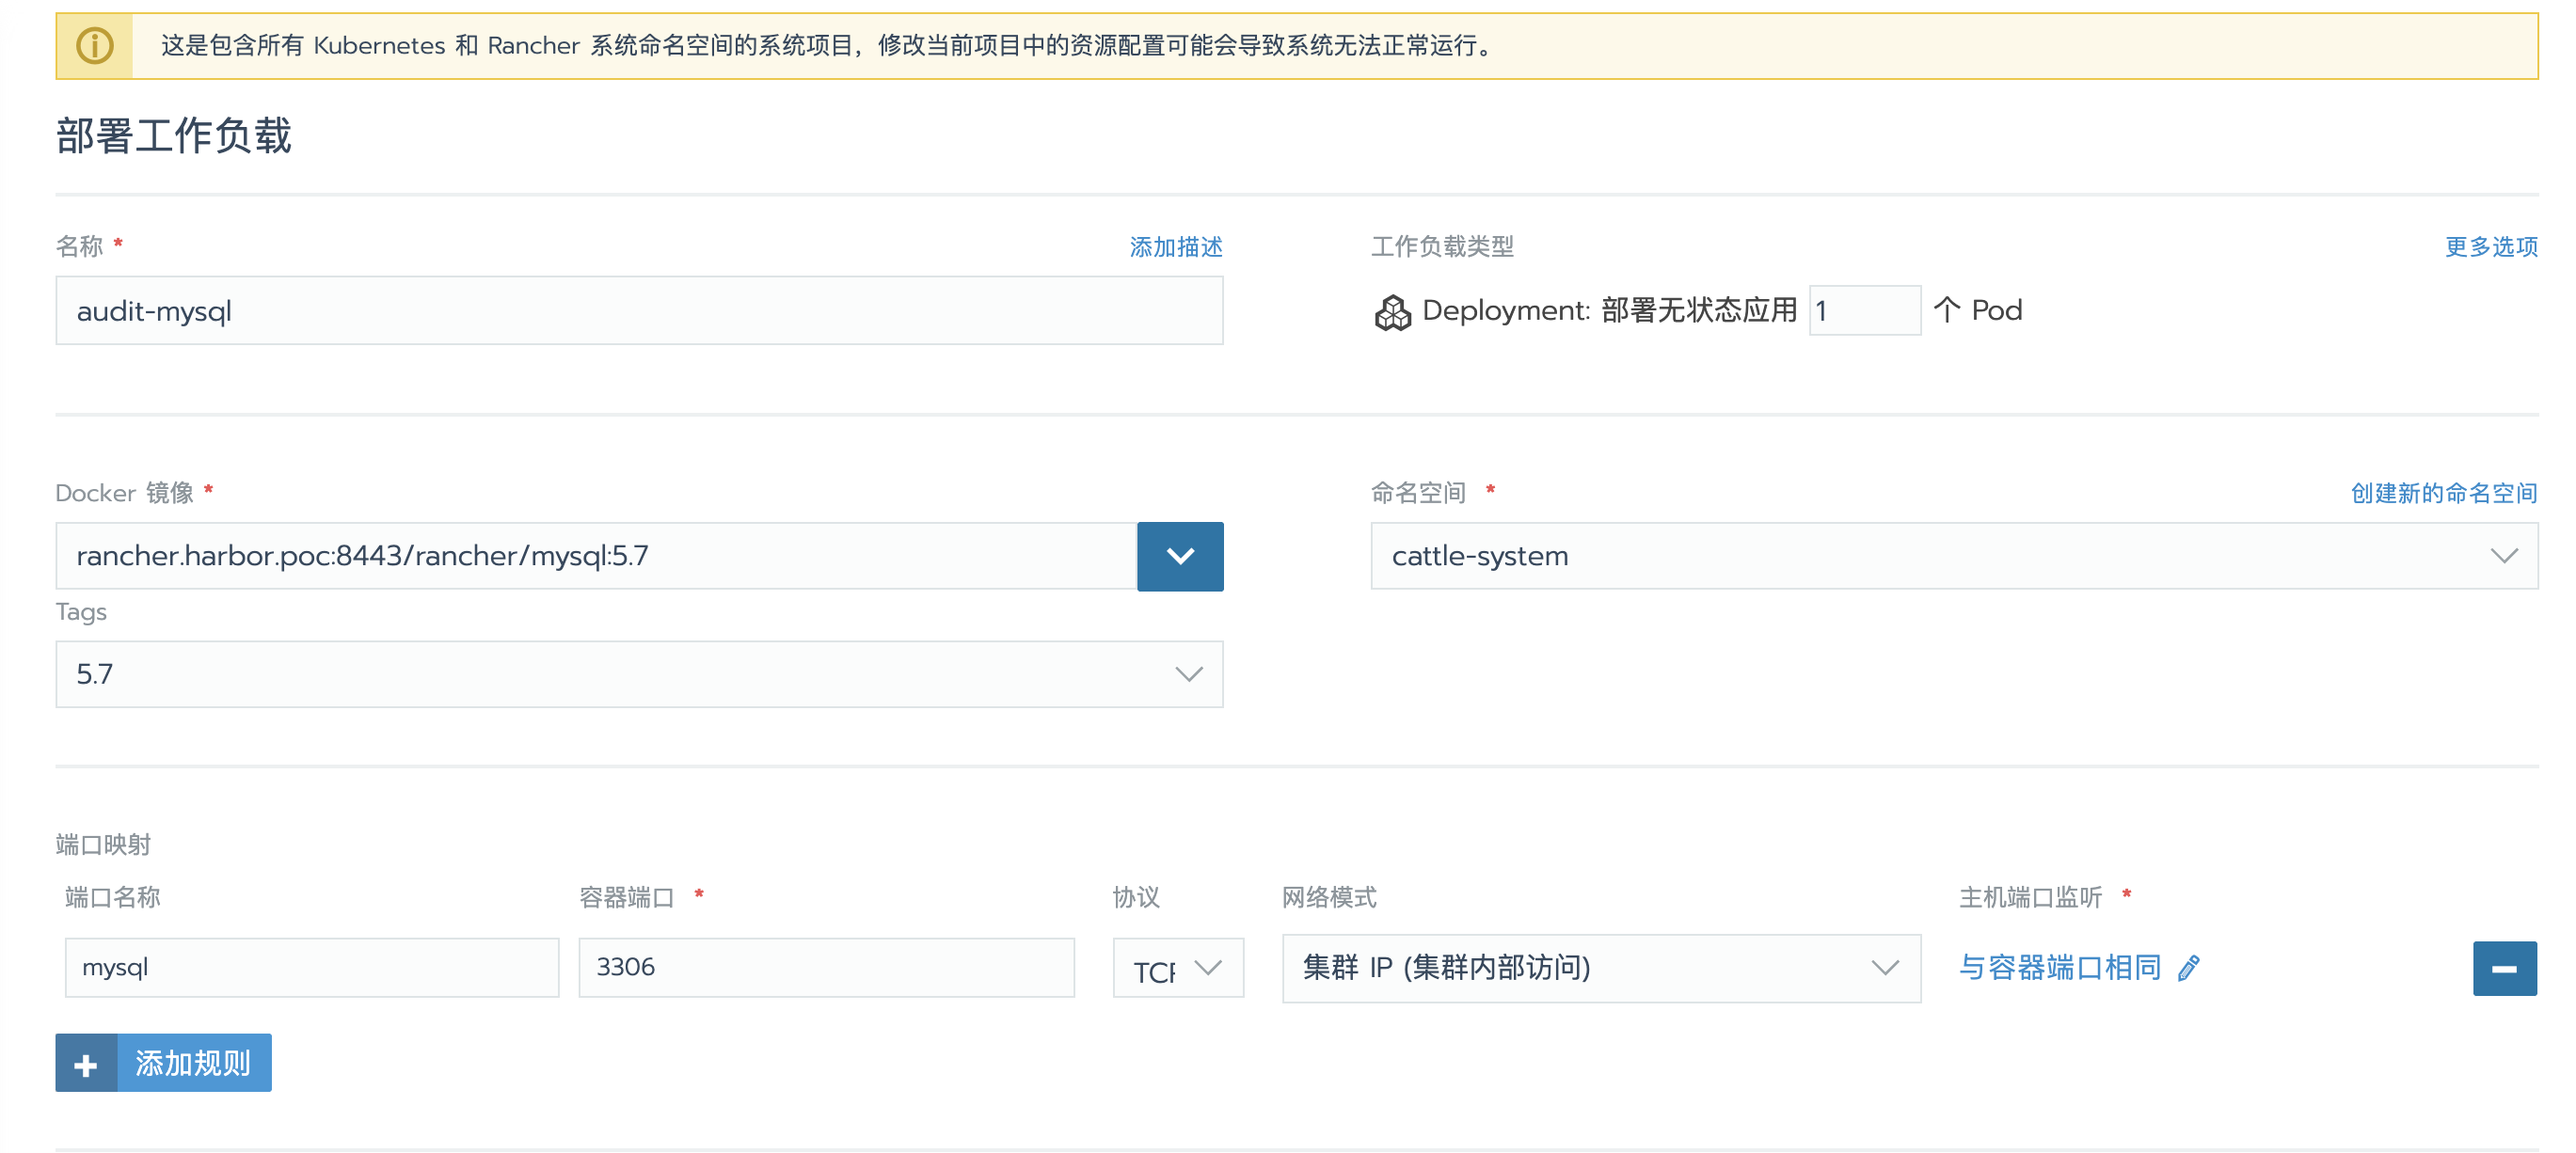 这是包含所有 Kubernetes 和 Rancher 系统命名空间的系统项目，修改当前项目中的资源配置可能会导致系统无法正常运行。
部署工作负载
名称 * 添加描述 工作负载类型 更多选项
audit-mysql Deployment: 部署无状态应用 1 个 Pod
Docker 镜像 * 命名空间 * 创建新的命名空间
rancher.harbor.poc:8443/rancher/mysql:5.7 cattle-system
Tags
5.7
端口映射
端口名称 容器端口 * 协议 网络模式 主机端口监听 *
mysql 3306 TCP 集群 IP (集群内部访问) 与容器端口相同
+ 添加规则